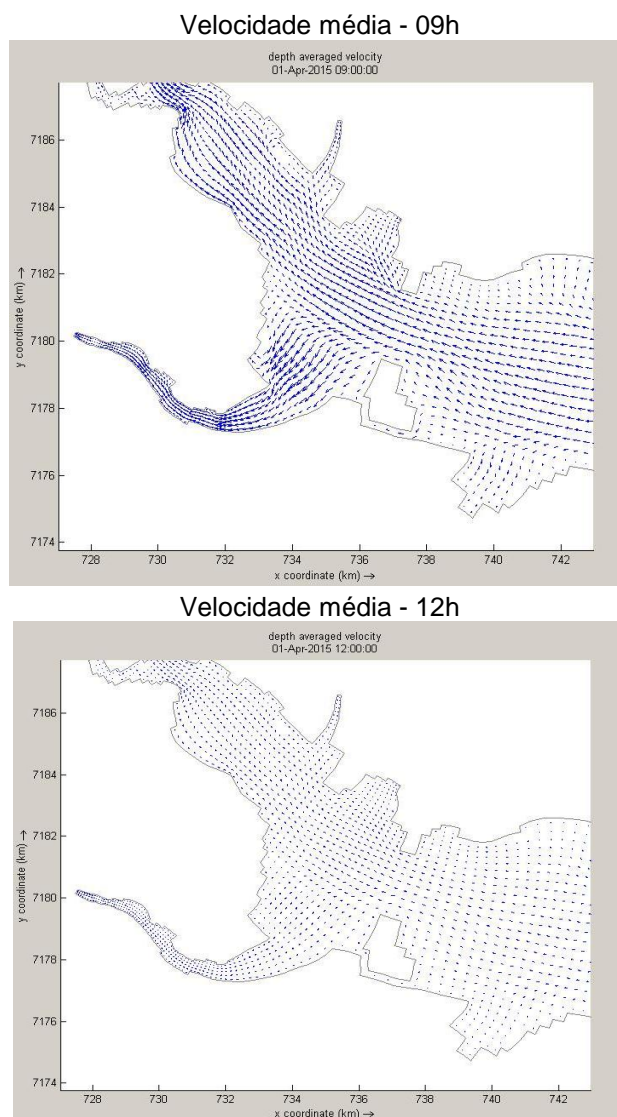 Velocidade média - 09h
depth averaged velocity
01-Apr-2015 09:00:00
7186
7184
7182
7180
7178
7176
7174
y coordinate (km) →
728 730 732 734 736 738 740 742
x coordinate (km) →
Velocidade média - 12h
depth averaged velocity
01-Apr-2015 12:00:00
7186
7184
7182
7180
7178
7176
7174
y coordinate (km) →
728 730 732 734 736 738 740 742
x coordinate (km) →